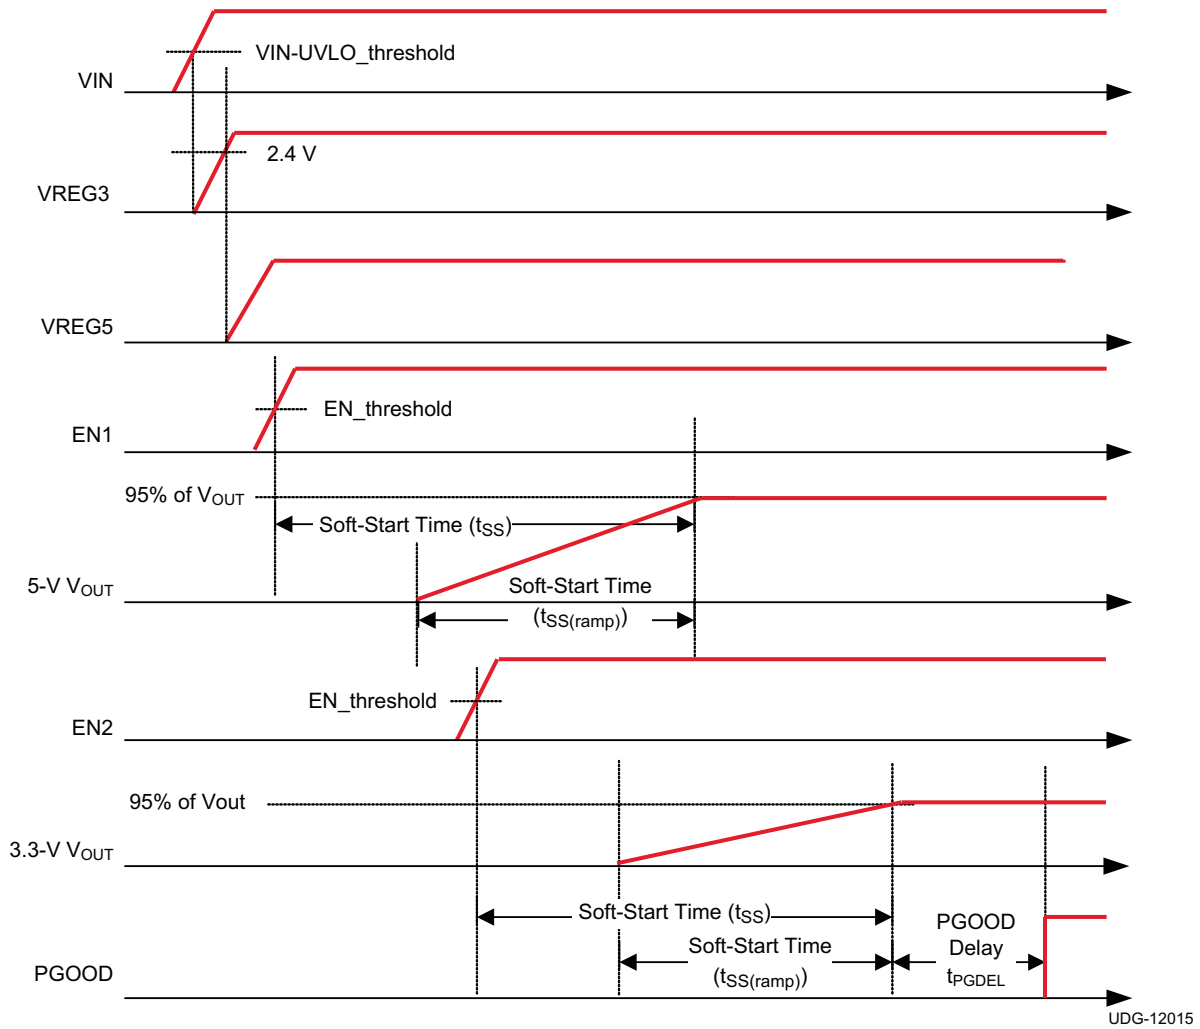 VIN-UVLO_threshold
VIN
2.4 V
VREG3
VREG5
EN_threshold
EN1
95% of VOUT
Soft-Start Time (tSS)
5-V VOUT
Soft-Start Time
(tSS(ramp))
EN_threshold
EN2
95% of Vout
3.3-V VOUT
Soft-Start Time (tSS)
PGOOD
Delay
tPGDEL
Soft-Start Time
(tSS(ramp))
PGOOD
UDG-12015